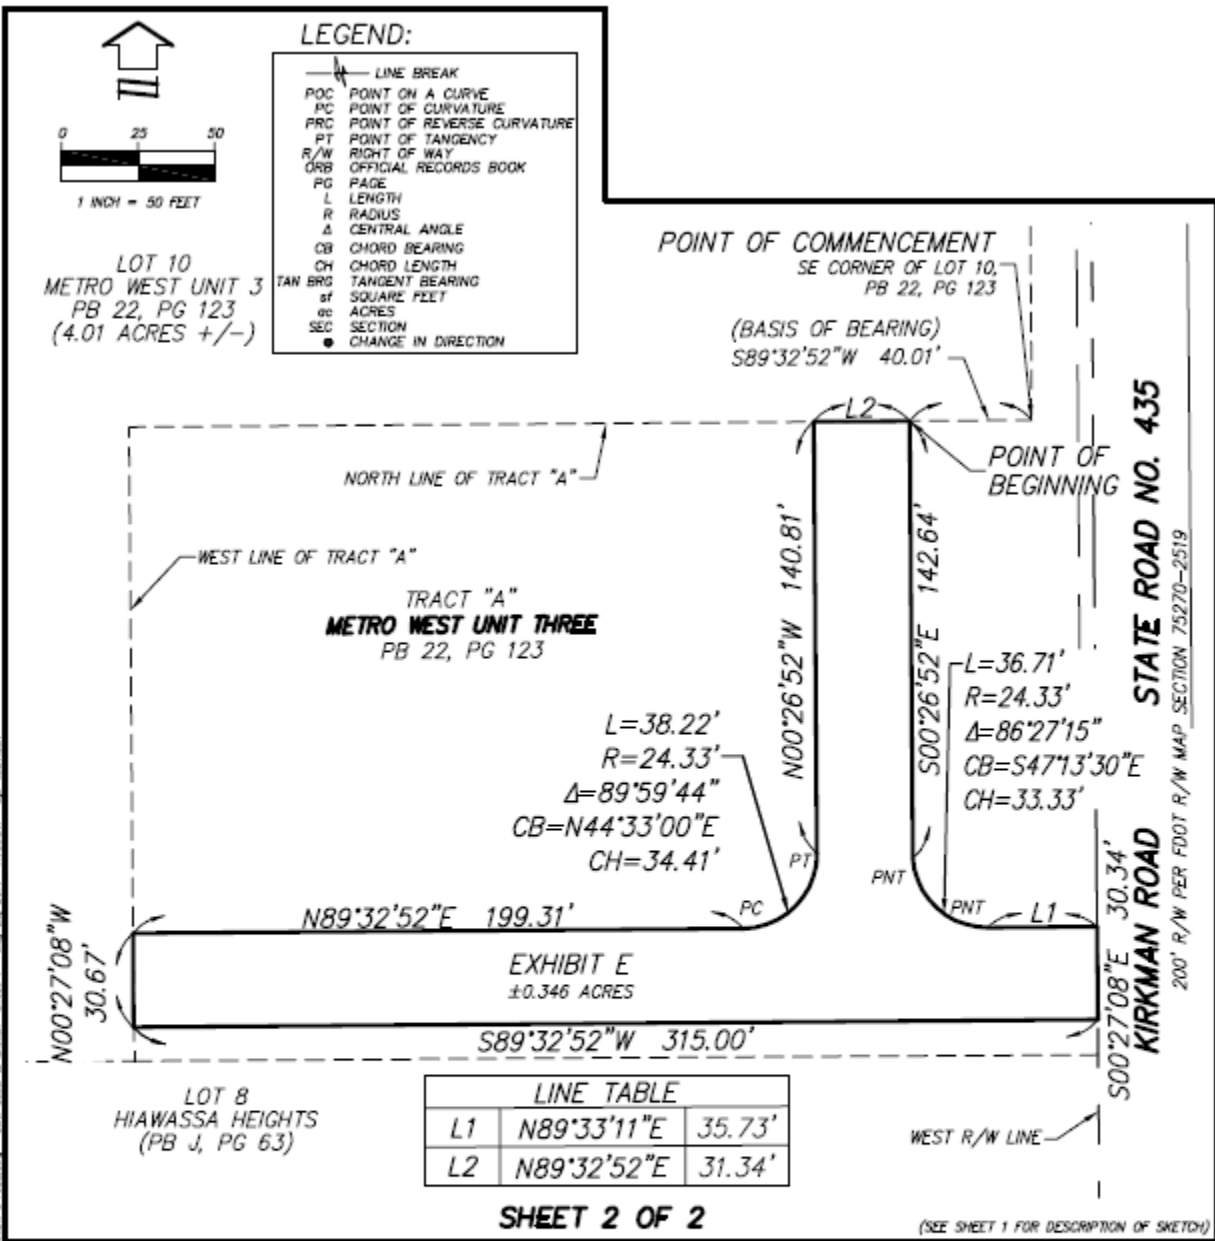 LEGEND:
LINE BREAK
POC POINT ON A CURVE
PC POINT OF CURVATURE
PRC POINT OF REVERSE CURVATURE
PT POINT OF TANGENCY
R/W RIGHT OF WAY
ORB OFFICIAL RECORDS BOOK
PG PAGE
L LENGTH
R RADIUS
Δ CENTRAL ANGLE
CB CHORD BEARING
CH CHORD LENGTH
TAN BRG TANGENT BEARING
sf SQUARE FEET
ac ACRES
SEC SECTION
CHANGE IN DIRECTION
0 25 50
1 INCH = 50 FEET
LOT 10
METRO WEST UNIT 3
PB 22, PG 123
(4.01 ACRES +/-)
POINT OF COMMENCEMENT
SE CORNER OF LOT 10,
PB 22, PG 123
(BASIS OF BEARING)
S89°32'52"W 40.01'
L2
POINT OF
BEGINNING
NORTH LINE OF TRACT "A"
WEST LINE OF TRACT "A"
TRACT "A"
METRO WEST UNIT THREE
PB 22, PG 123
N00°26'52"W 140.81'
S00°26'52"E 142.64'
L=36.71'
R=24.33'
Δ=86°27'15"
CB=S47°13'30"E
CH=33.33'
L=38.22'
R=24.33'
Δ=89°59'44"
CB=N44°33'00"E
CH=34.41'
PT
PNT
PC
PNT
L1
N89°32'52"E 199.31'
N00°27'08"W
30.67'
EXHIBIT E
±0.346 ACRES
S89°32'52"W 315.00'
S00°27'08"E 30.34'
KIRKMAN ROAD STATE ROAD NO. 435
200' R/W PER FDOT R/W MAP SECTION 75270-2519
LOT 8
HIAWASSA HEIGHTS
(PB J, PG 63)
LINE TABLE
L1 N89°33'11"E 35.73'
L2 N89°32'52"E 31.34'
WEST R/W LINE
SHEET 2 OF 2
(SEE SHEET 1 FOR DESCRIPTION OF SKETCH)